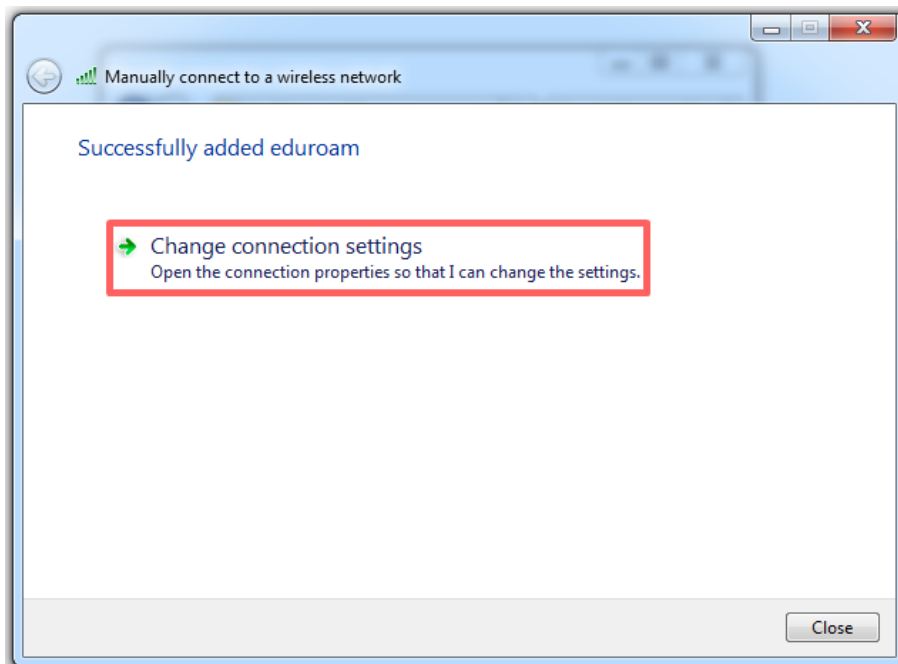 Manually connect to a wireless network
Successfully added eduroam
Change connection settings
Open the connection properties so that I can change the settings.
Close